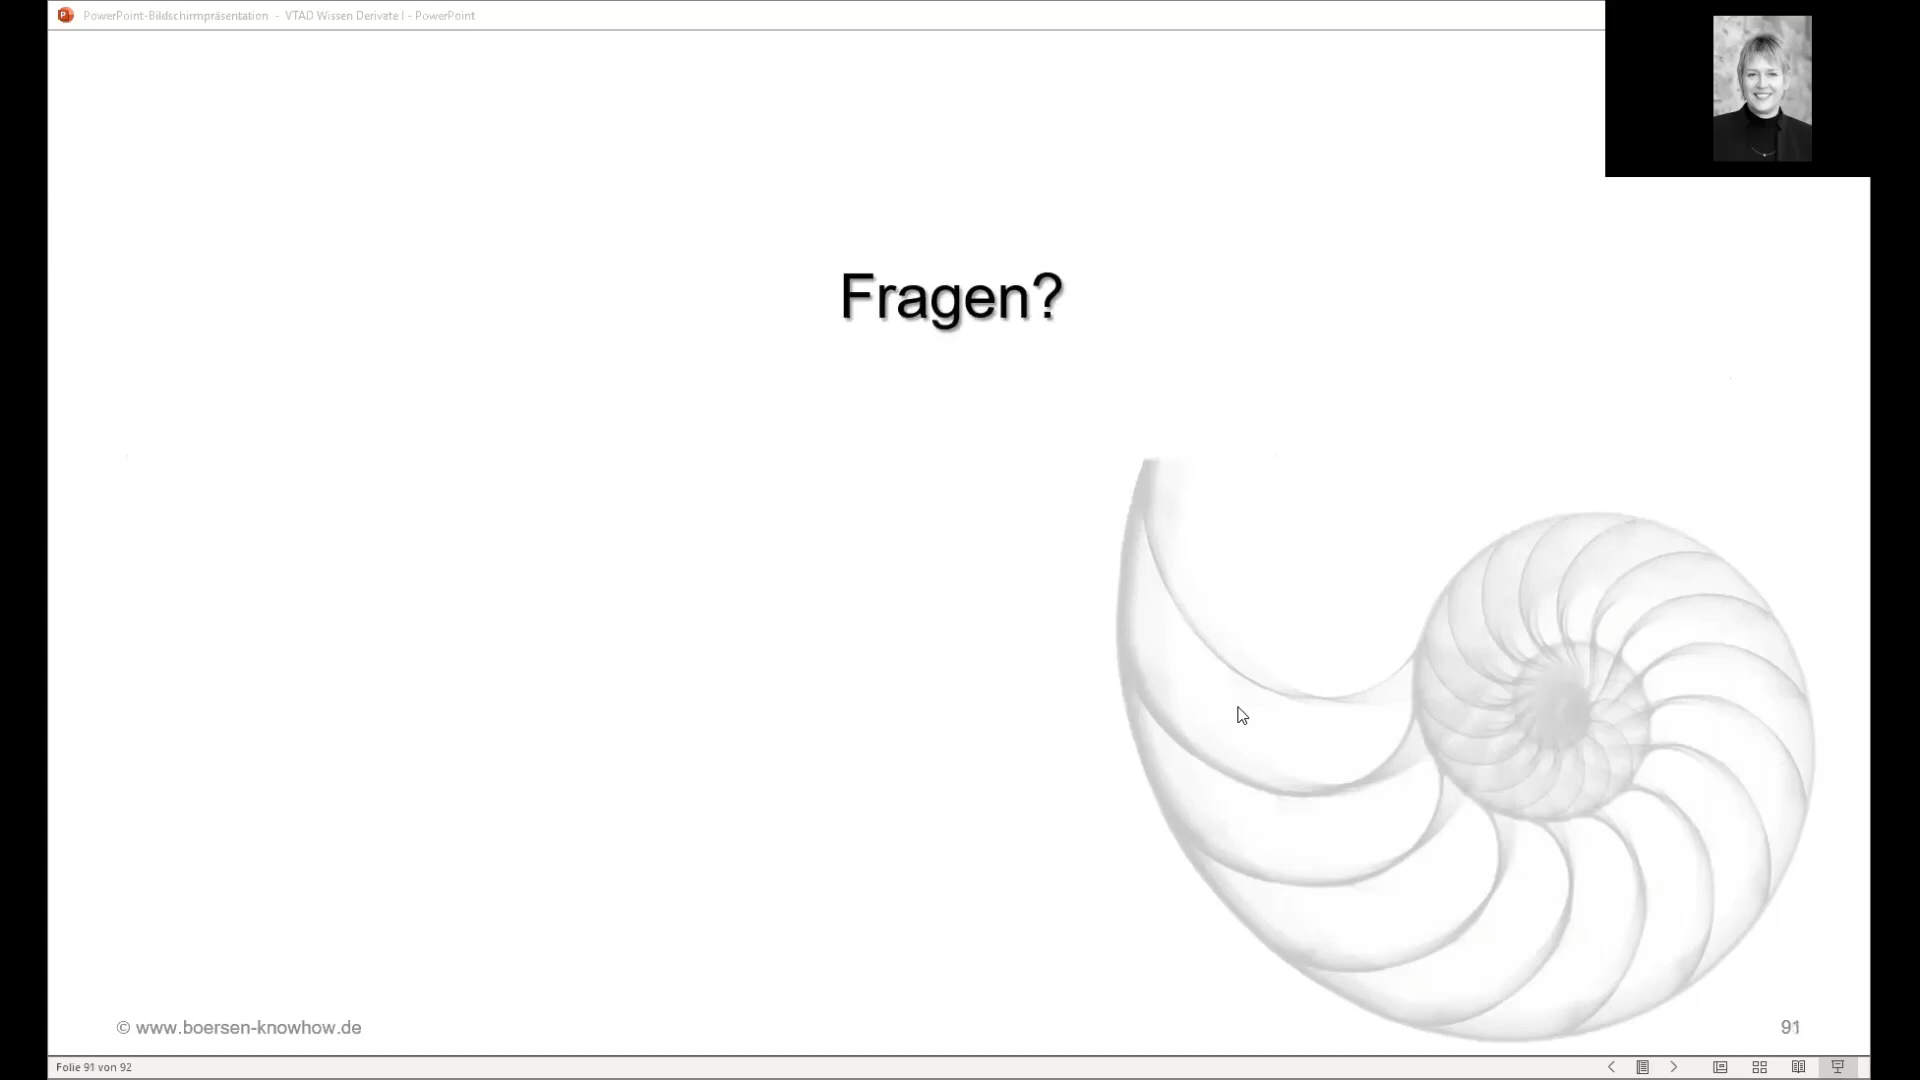 PowerPoint-Bildschirmpräsentation - VTAD Wissen Derivate I - PowerPoint
Fragen?
© www.boersen-knowhow.de
91
Folie 91 von 92